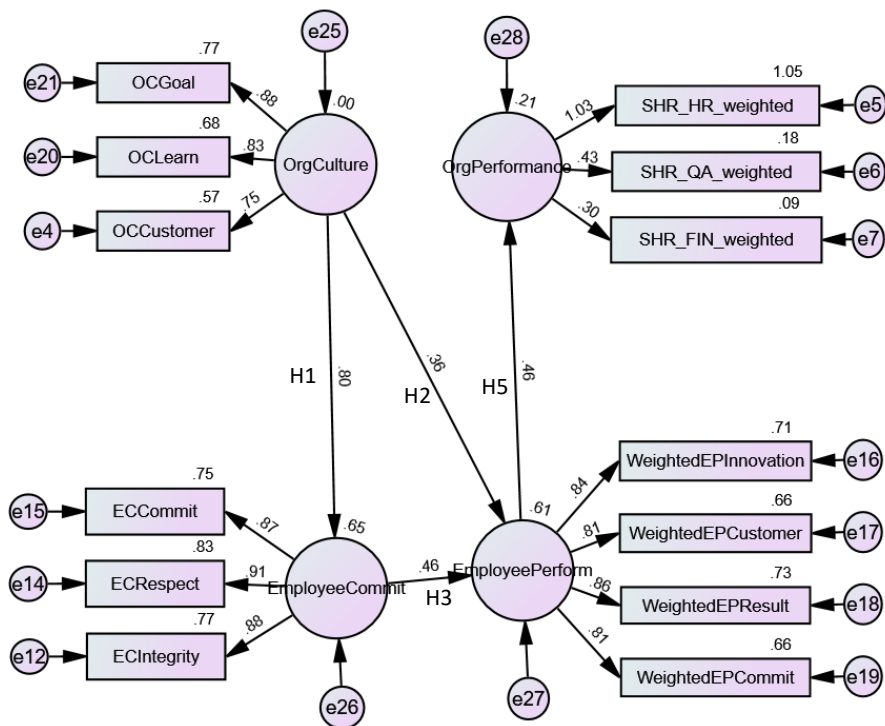 e25
e28
.77
1.05
e21
OCGoal
.88
.00
.21
1.03
SHR_HR_weighted
e5
.68
.18
e20
OCLearn
.83
OrgCulture
OrgPerformance
.43
SHR_QA_weighted
e6
.57
.09
e4
OCCustomer
.75
.30
SHR_FIN_weighted
e7
H1
.80
H2
.36
H5
.46
.71
WeightedEPInnovation
e16
.75
.84
e15
ECCommit
.87
.65
.61
.66
.81
WeightedEPCustomer
e17
.83
.46
e14
ECRespect
.91
EmployeeCommit
H3
EmployeePerform
.73
.86
WeightedEPResult
e18
.77
e12
ECIntegrity
.88
.81
.66
WeightedEPCommit
e19
e26
e27